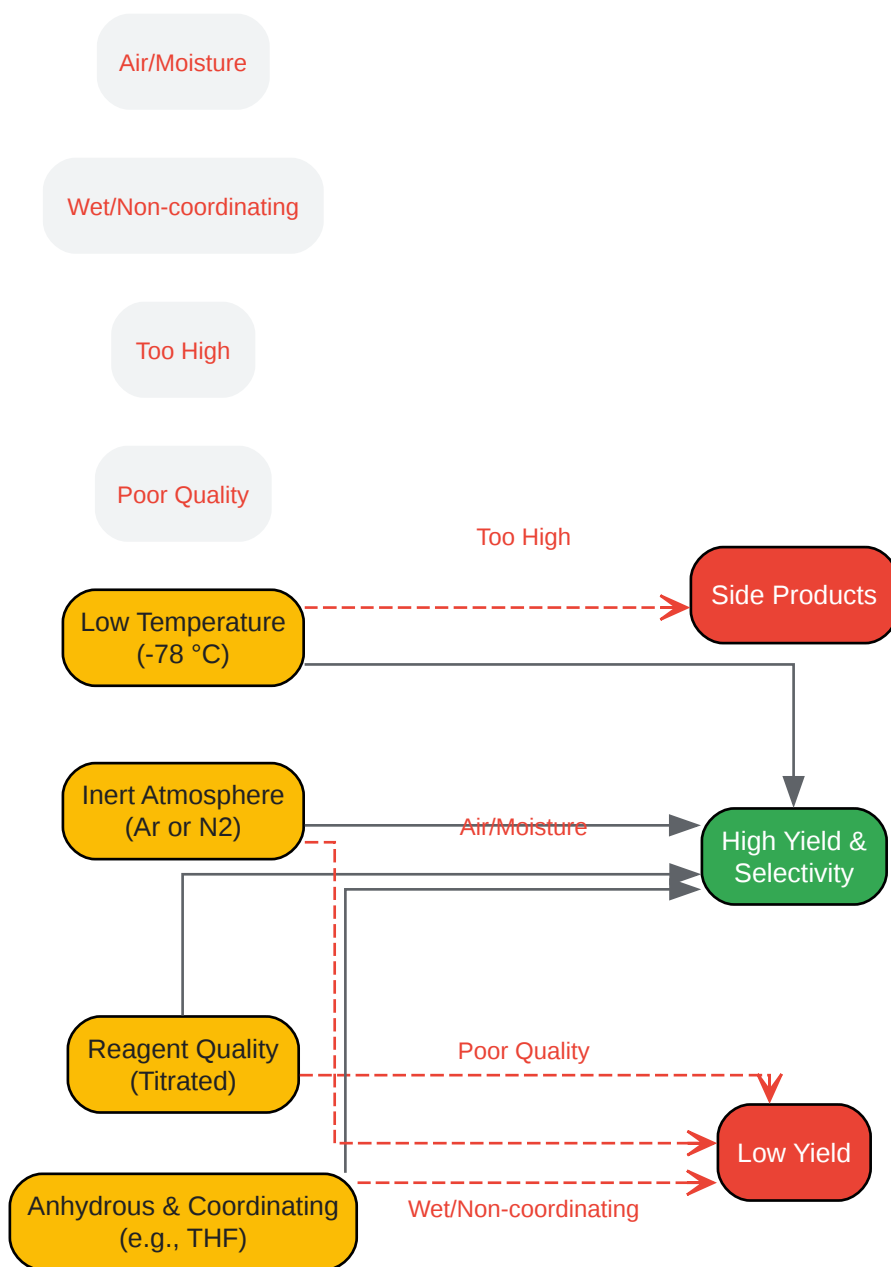 Air/Moisture
Wet/Non-coordinating
Too High
Poor Quality
Too High
Side Products
Low Temperature
(-78 °C)
Inert Atmosphere
(Ar or N2)
Air/Moisture
High Yield &
Selectivity
Reagent Quality
(Titrated)
Poor Quality
Low Yield
Anhydrous & Coordinating
(e.g., THF)
Wet/Non-coordinating